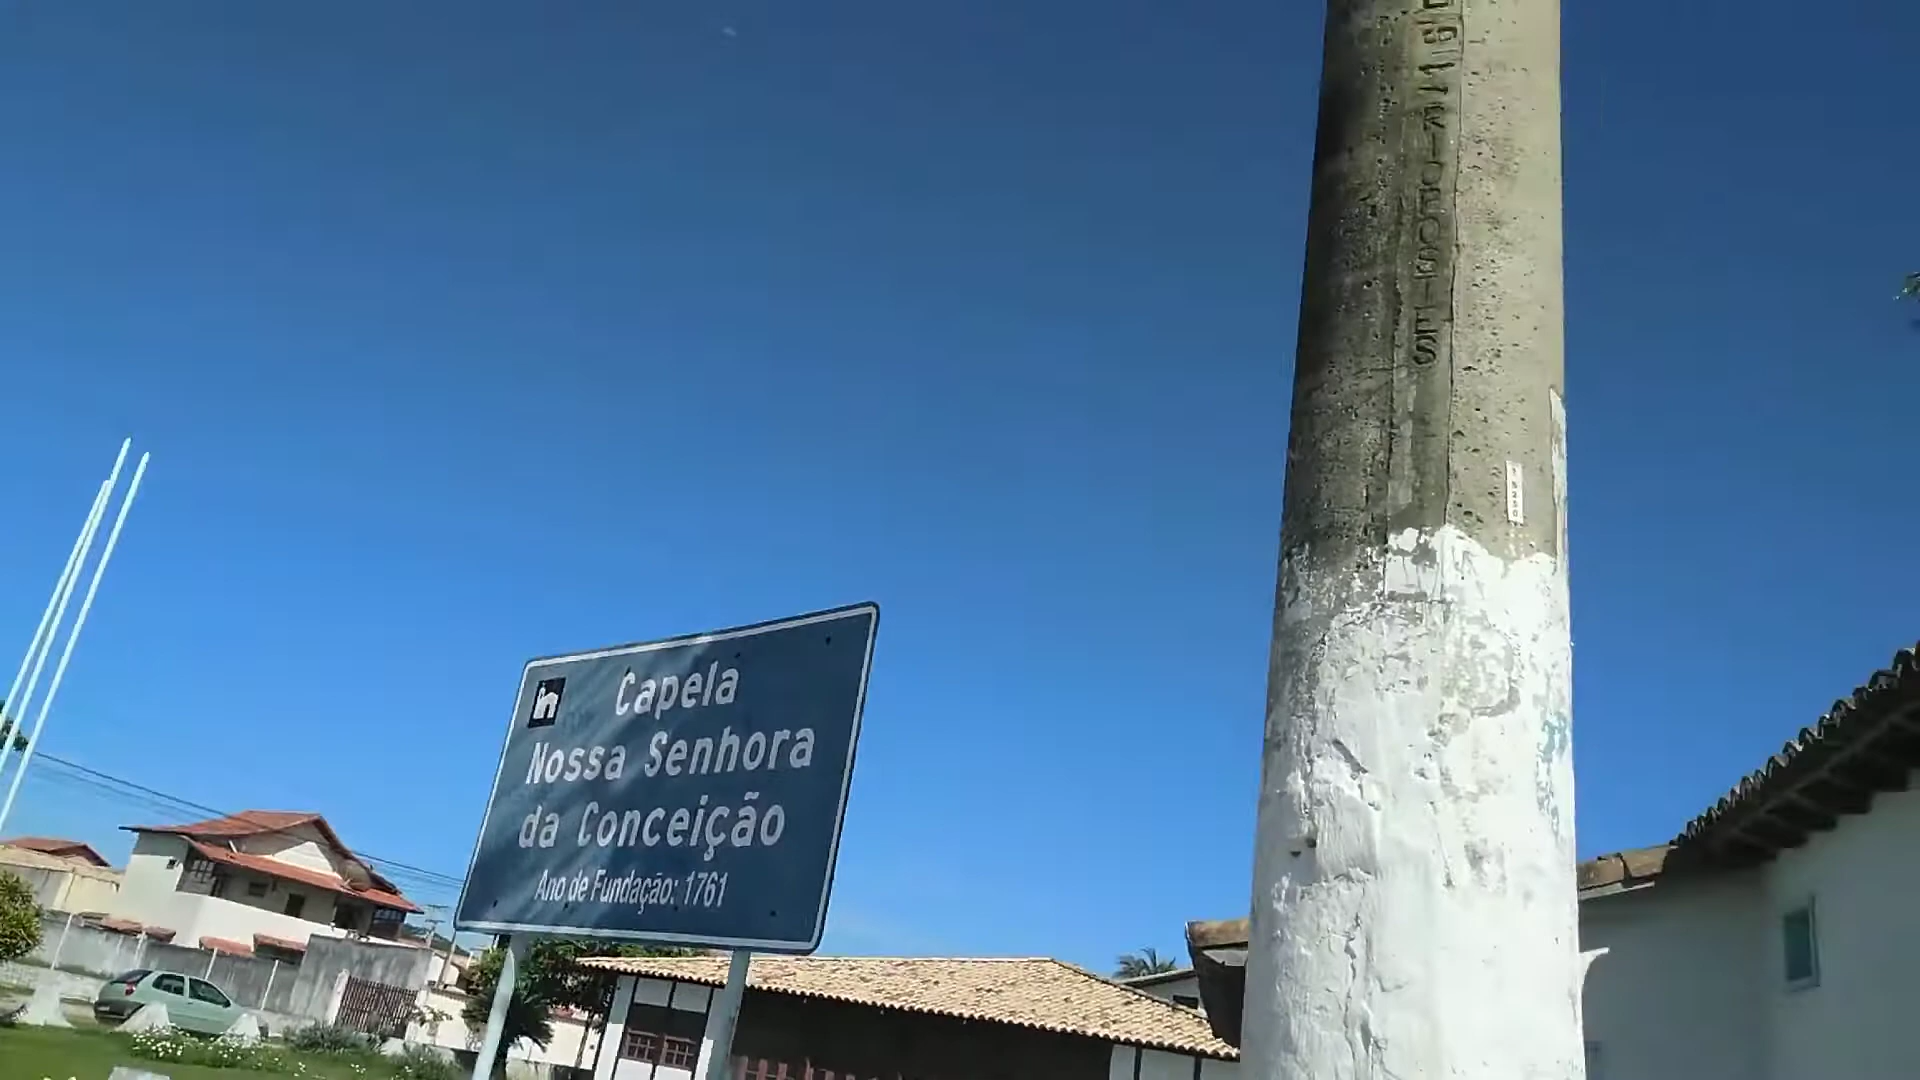 Capela
Nossa Senhora
da Conceição
Ano de Fundação: 1761